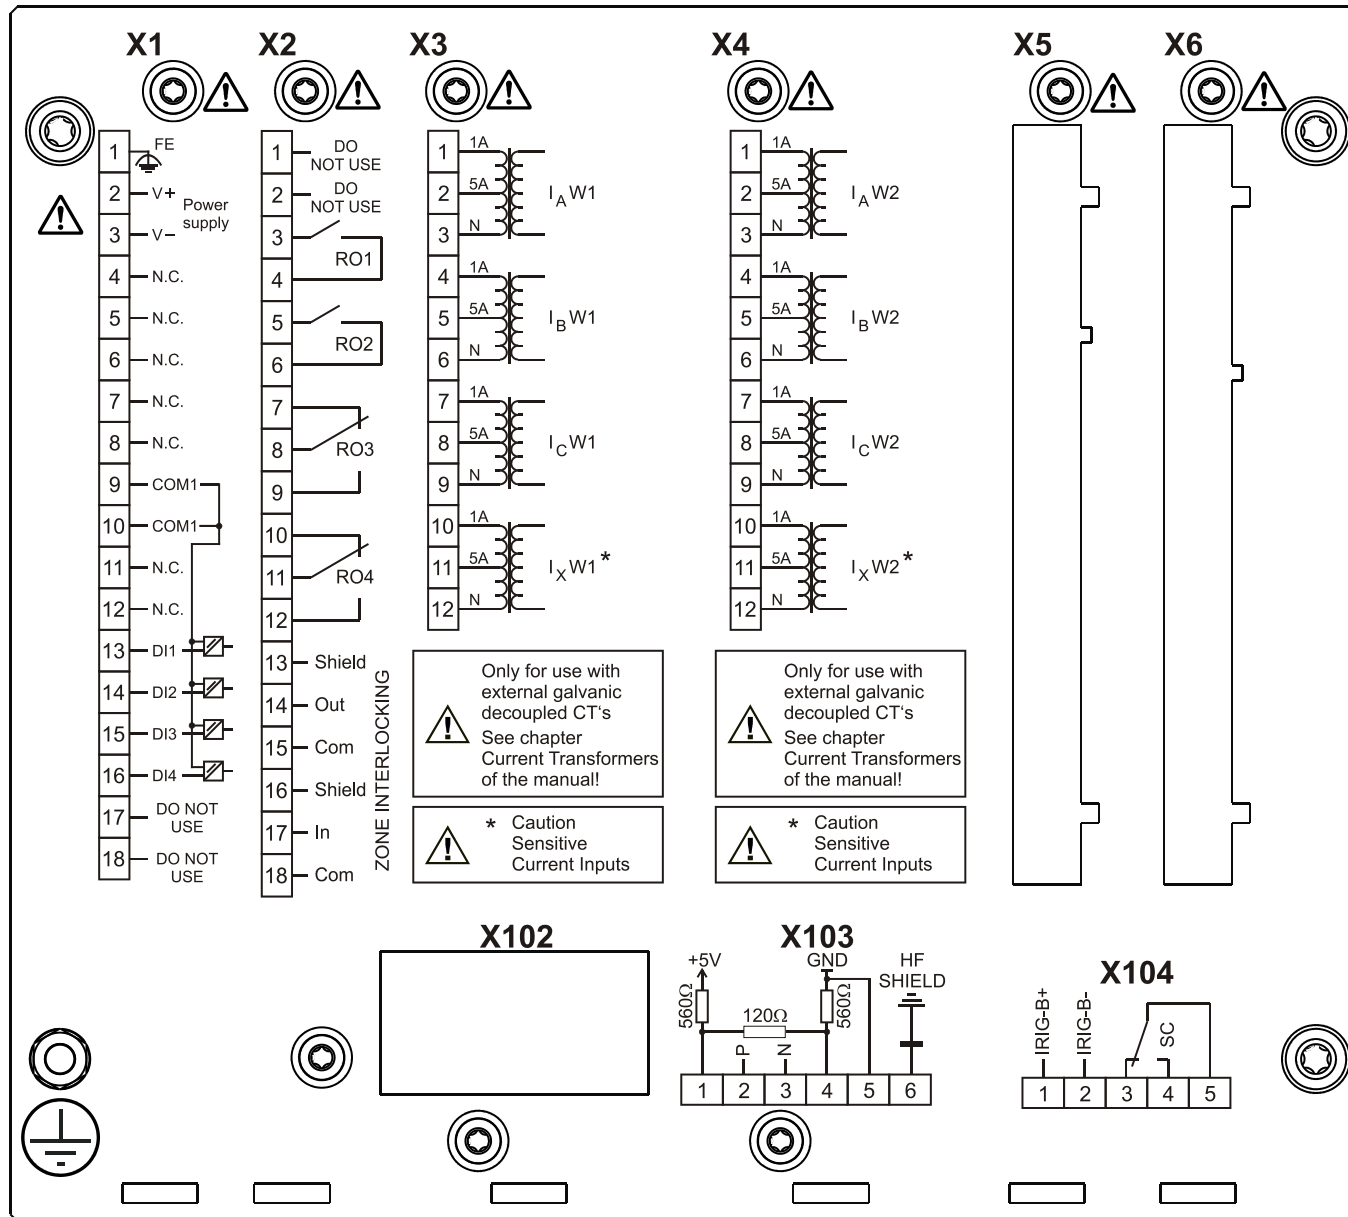 X1 X2 X3 X4 X5 X6
1 FE
2 V+
Power
supply
3 V–
4 N.C.
5 N.C.
6 N.C.
7 N.C.
8 N.C.
9 COM1
10 COM1
11 N.C.
12 N.C.
13 DI1
14 DI2
15 DI3
16 DI4
17 DO NOT
USE
18 DO NOT
USE
1 DO
NOT USE
2 DO
NOT USE
3
RO1
4
5
RO2
6
7
8 RO3
9
10
11 RO4
12
13 Shield
14 Out
15 Com
16 Shield
17 In
18 Com
ZONE INTERLOCKING
1 1A
2 5A IA W1
3 N
4 1A
5 5A IB W1
6 N
7 1A
8 5A IC W1
9 N
10 1A
11 5A IX W1 *
12 N
Only for use with
external galvanic
decoupled CT‘s
See chapter
Current Transformers
of the manual!
* Caution
Sensitive
Current Inputs
1 1A
2 5A IA W2
3 N
4 1A
5 5A IB W2
6 N
7 1A
8 5A IC W2
9 N
10 1A
11 5A IX W2 *
12 N
Only for use with
external galvanic
decoupled CT‘s
See chapter
Current Transformers
of the manual!
* Caution
Sensitive
Current Inputs
X102
X103
+5V GND HF
SHIELD
560Ω 120Ω 560Ω
P N
1 2 3 4 5 6
X104
IRIG-B+ IRIG-B- SC
1 2 3 4 5